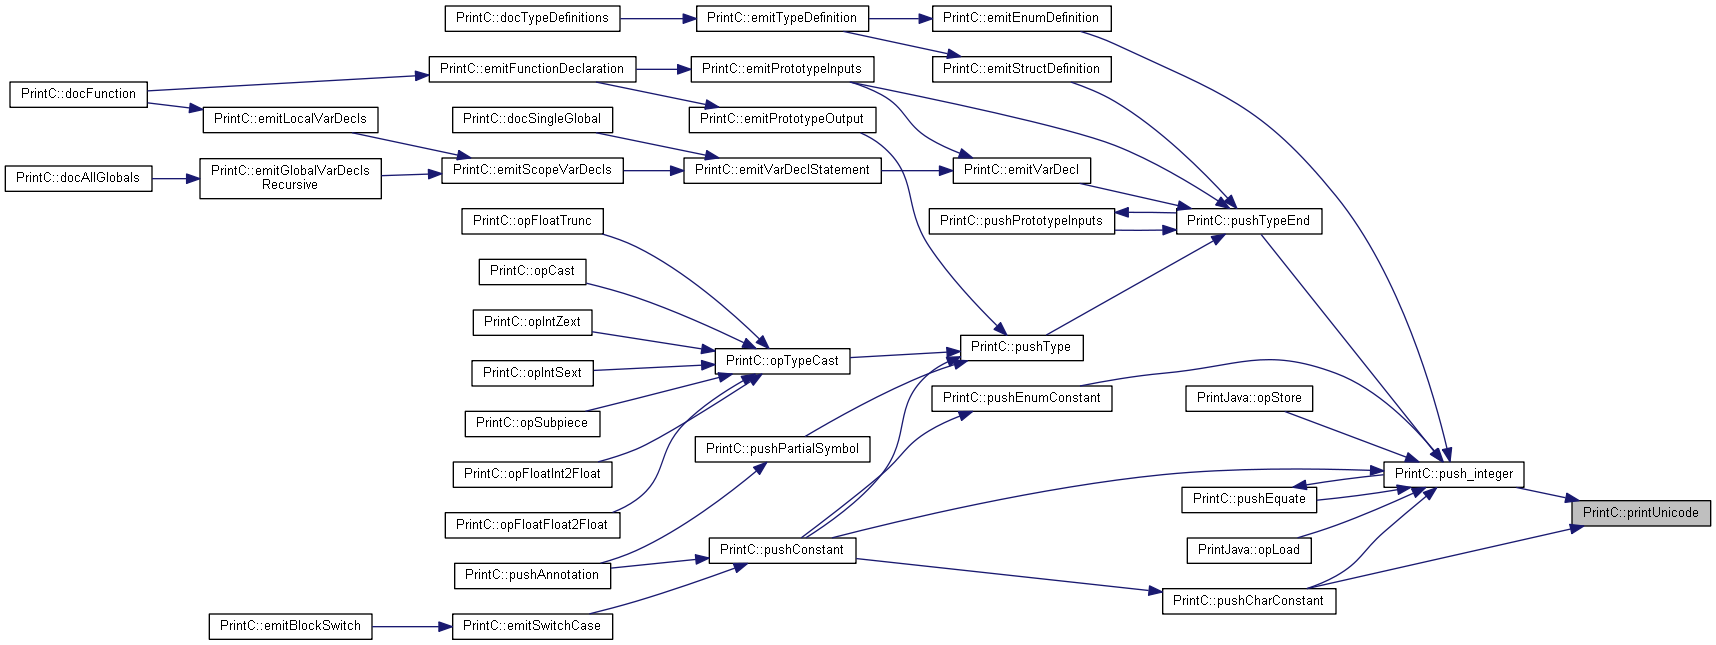 PrintC::docTypeDefinitions
PrintC::emitTypeDefinition
PrintC::emitEnumDefinition
PrintC::emitFunctionDeclaration
PrintC::emitPrototypeInputs
PrintC::emitStructDefinition
PrintC::docFunction
PrintC::emitLocalVarDecls
PrintC::docSingleGlobal
PrintC::emitPrototypeOutput
PrintC::docAllGlobals
PrintC::emitGlobalVarDecls
Recursive
PrintC::emitScopeVarDecls
PrintC::emitVarDeclStatement
PrintC::emitVarDecl
PrintC::opFloatTrunc
PrintC::pushPrototypeInputs
PrintC::pushTypeEnd
PrintC::opCast
PrintC::opIntZext
PrintC::opTypeCast
PrintC::pushType
PrintC::opIntSext
PrintC::pushEnumConstant
PrintJava::opStore
PrintC::opSubpiece
PrintC::pushPartialSymbol
PrintC::opFloatInt2Float
PrintC::push_integer
PrintC::pushEquate
PrintC::printUnicode
PrintC::opFloatFloat2Float
PrintC::pushConstant
PrintJava::opLoad
PrintC::pushAnnotation
PrintC::pushCharConstant
PrintC::emitBlockSwitch
PrintC::emitSwitchCase